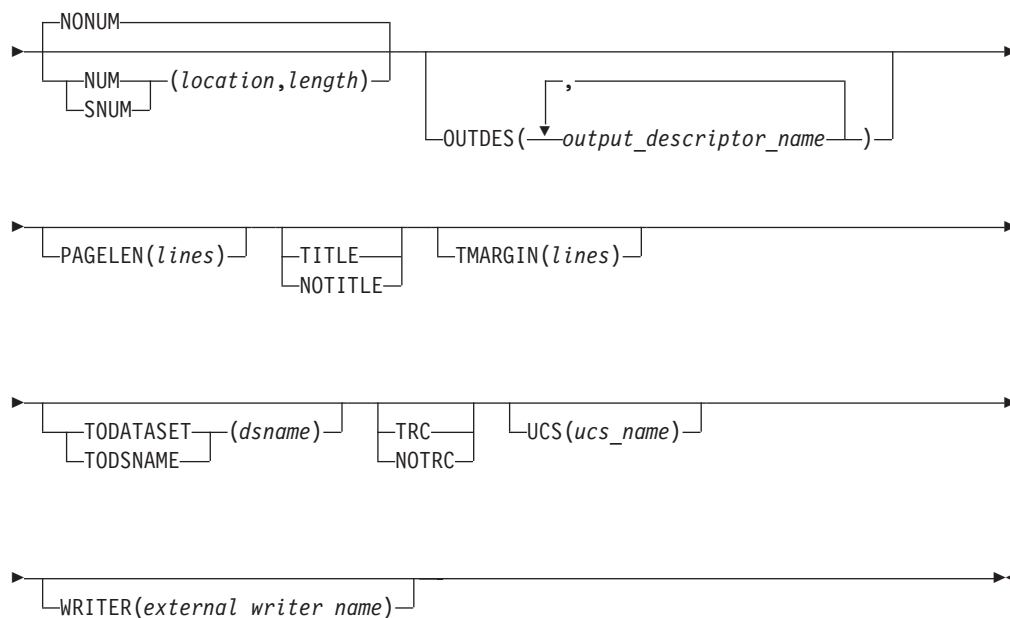 NONUM
NUM (location,length)
SNUM
,
OUTDES( output_descriptor_name )
PAGELEN(lines) TITLE TMARGIN(lines)
NOTITLE
TODATASET (dsname) TRC UCS(ucs_name)
TODSNAME NOTRC
WRITER(external writer name)